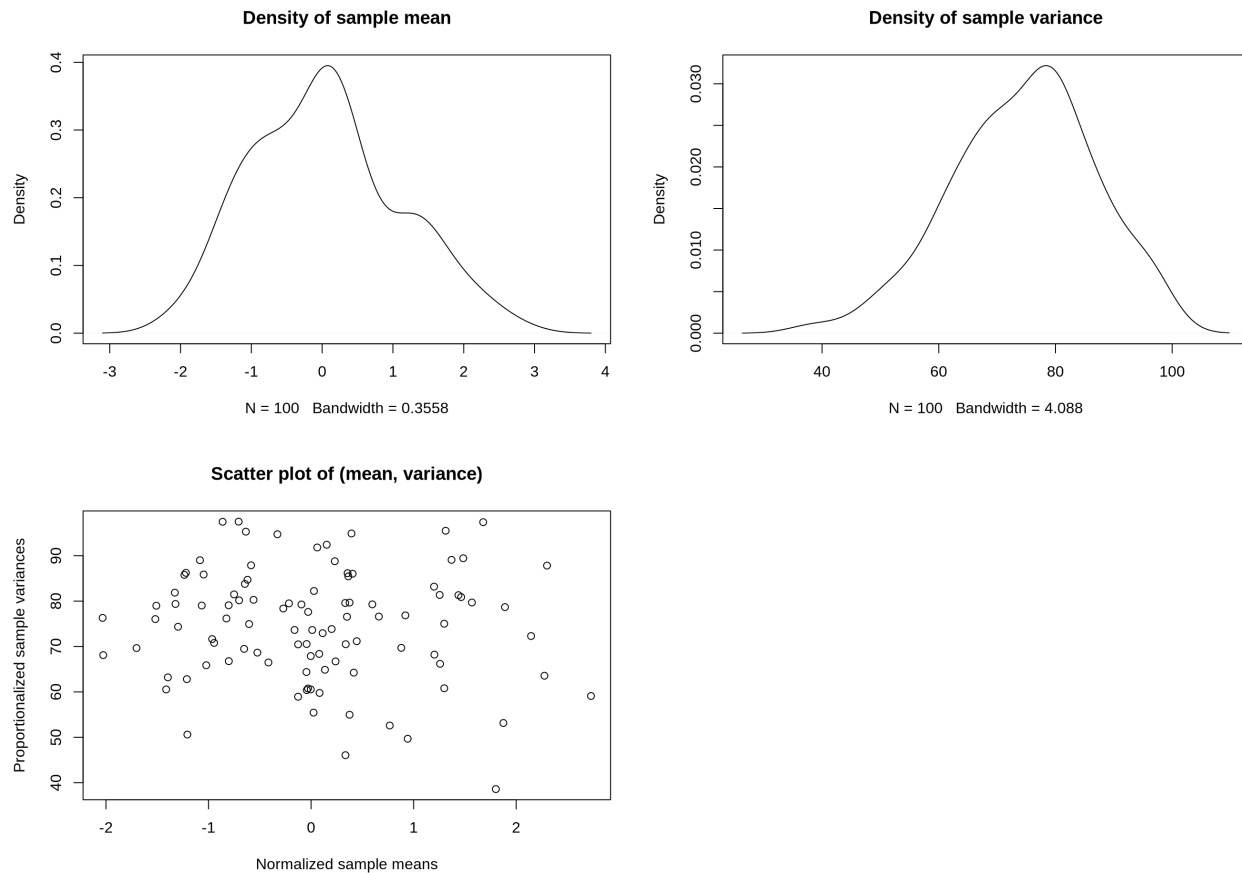 Density of sample mean
Density
0.0
0.1
0.2
0.3
0.4
-3 -2 -1 0 1 2 3 4
N = 100 Bandwidth = 0.3558
Density of sample variance
Density
0.000
0.010
0.020
0.030
40 60 80 100
N = 100 Bandwidth = 4.088
Scatter plot of (mean, variance)
Proportionalized sample variances
40
50
60
70
80
90
-2 -1 0 1 2
Normalized sample means